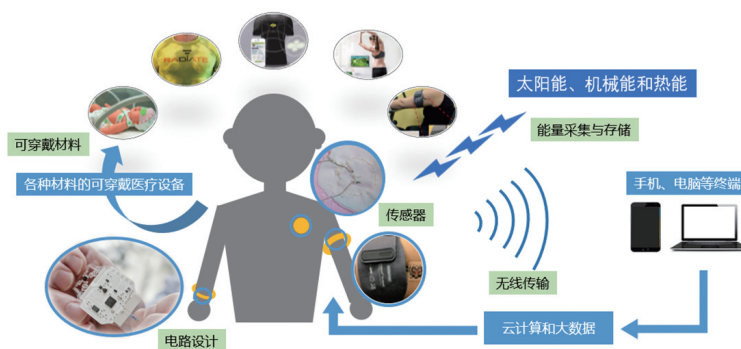 RADIATE
太阳能、机械能和热能
能量采集与存储
可穿戴材料
各种材料的可穿戴医疗设备
手机、电脑等终端
传感器
无线传输
云计算和大数据
电路设计